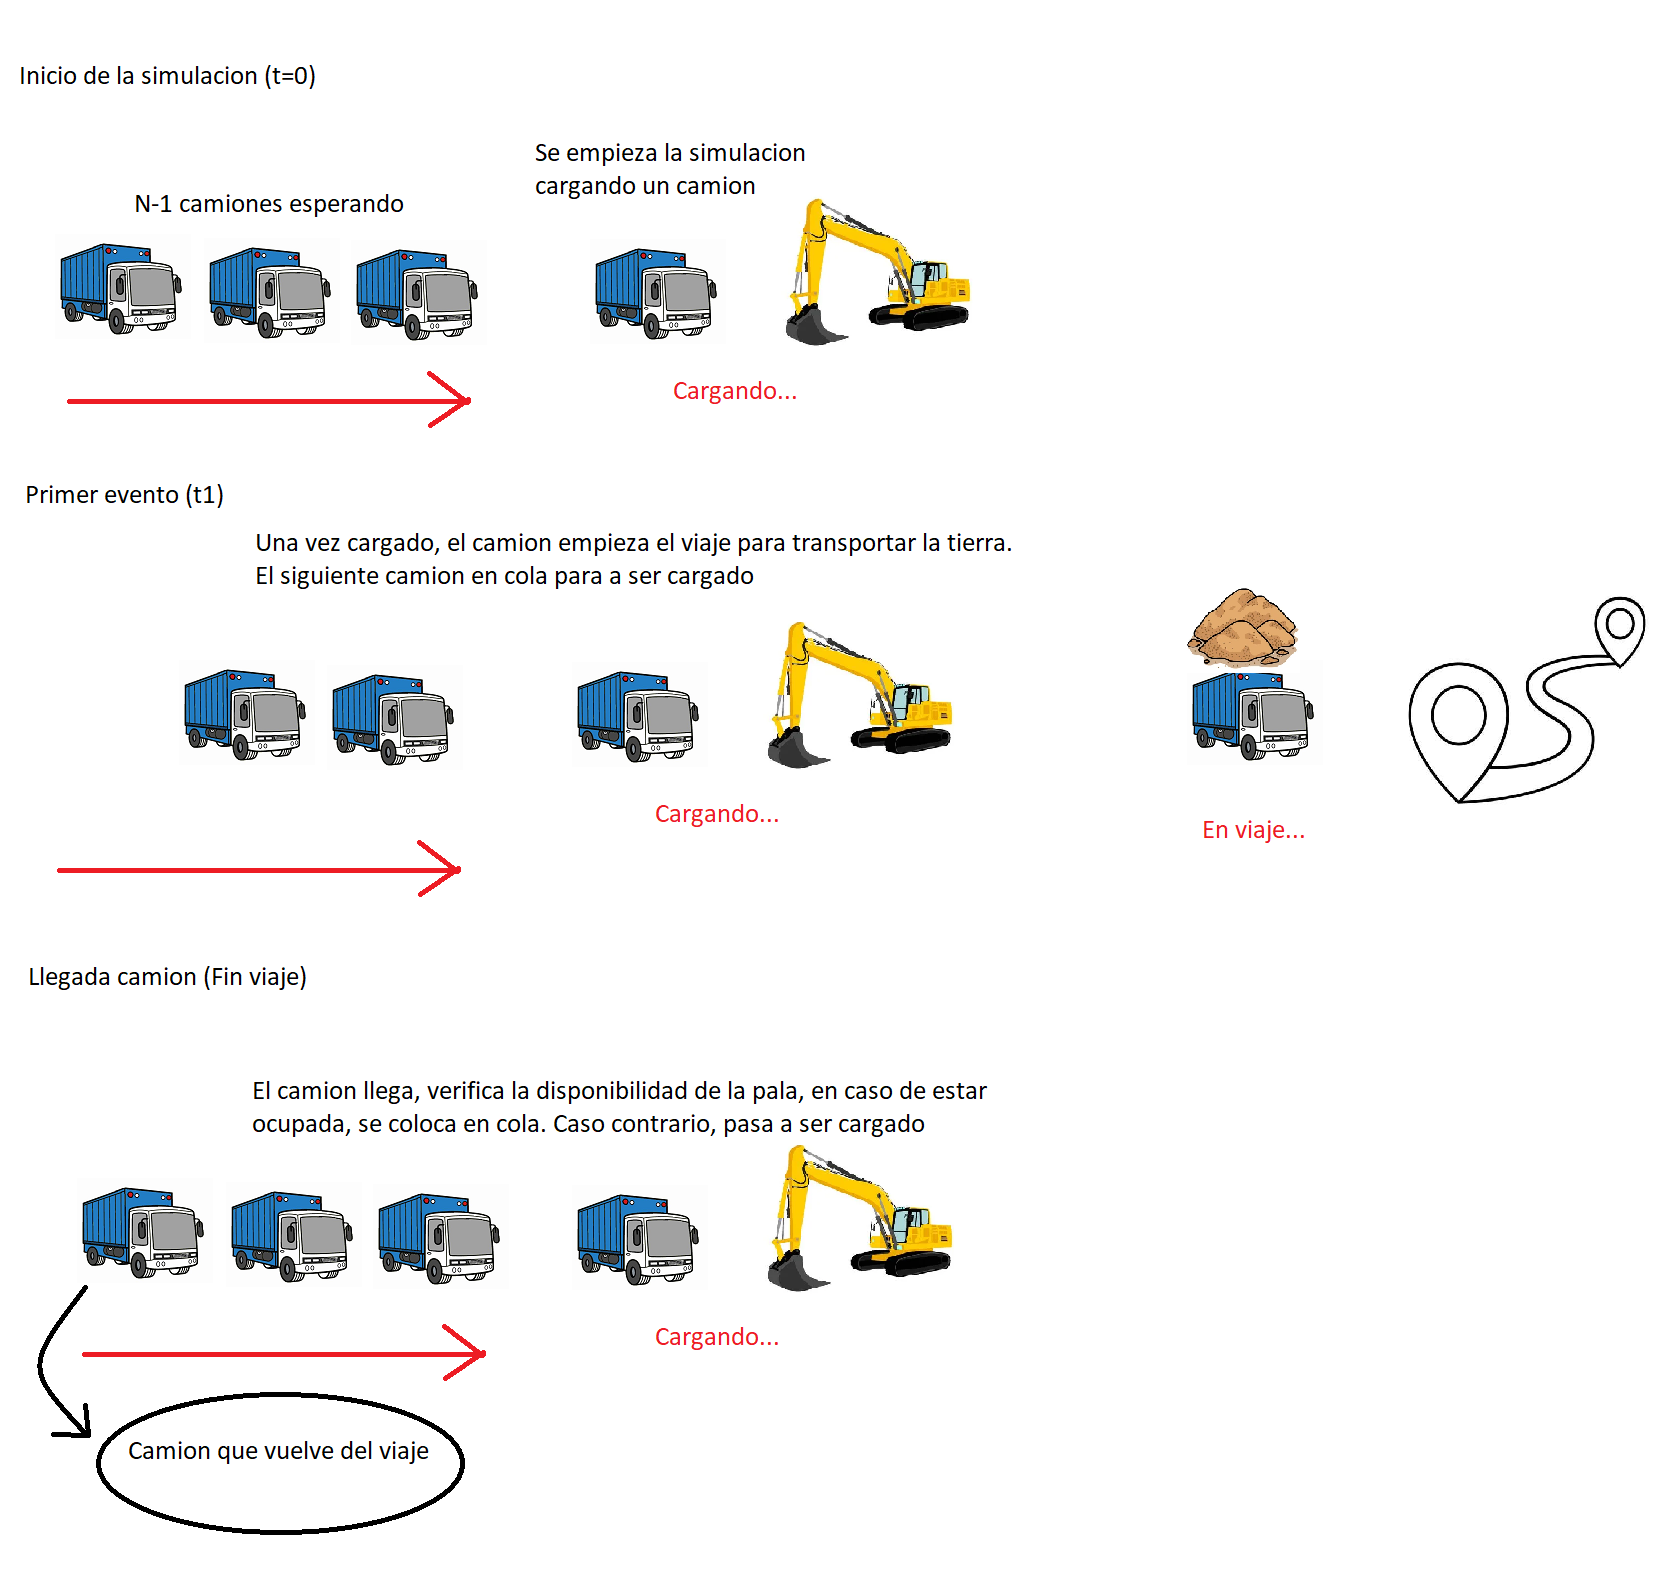 Inicio de la simulacion (t=0)
Se empieza la simulacion
cargando un camion
N-1 camiones esperando
Cargando...
Primer evento (t1)
Una vez cargado, el camion empieza el viaje para transportar la tierra.
El siguiente camion en cola para a ser cargado
Cargando...
En viaje...
Llegada camion (Fin viaje)
El camion llega, verifica la disponibilidad de la pala, en caso de estar
ocupada, se coloca en cola. Caso contrario, pasa a ser cargado
Cargando...
Camion que vuelve del viaje